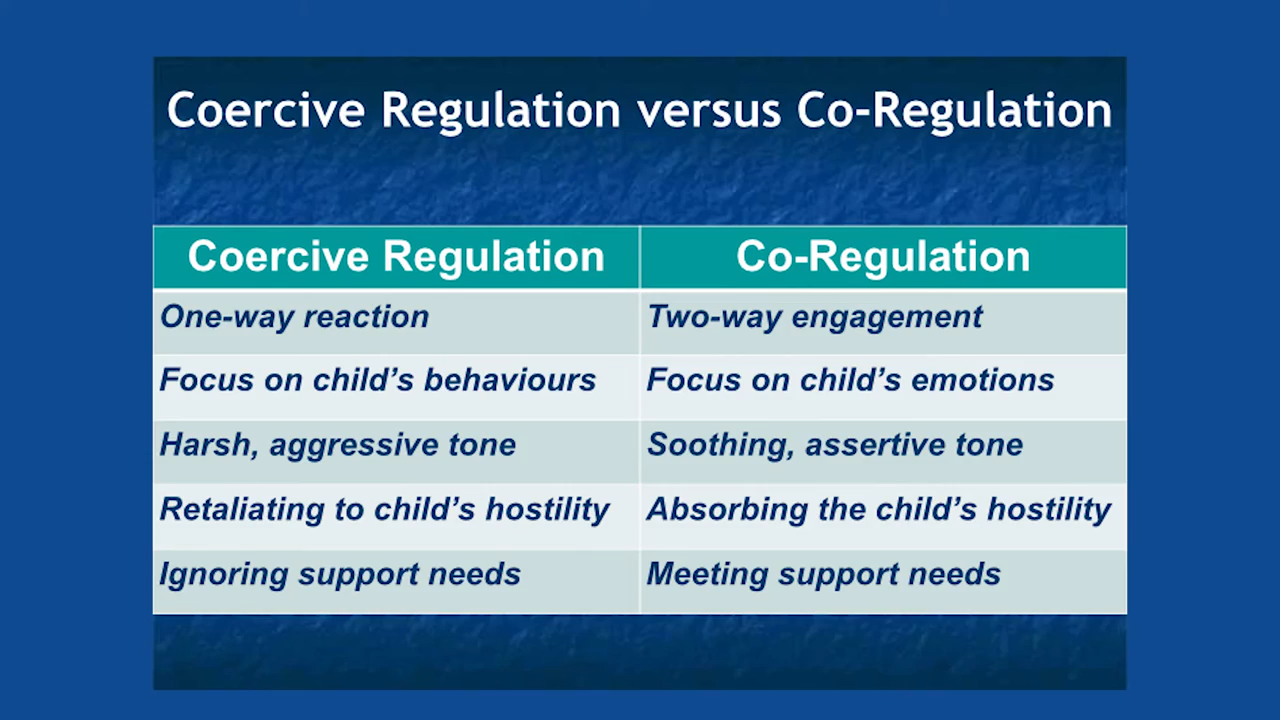 Coercive Regulation versus Co-Regulation
Coercive Regulation
Co-Regulation
One-way reaction
Two-way engagement
Focus on child's behaviours
Focus on child's emotions
Harsh, aggressive tone
Soothing, assertive tone
Retaliating to child's hostility
Absorbing the child's hostility
Ignoring support needs
Meeting support needs